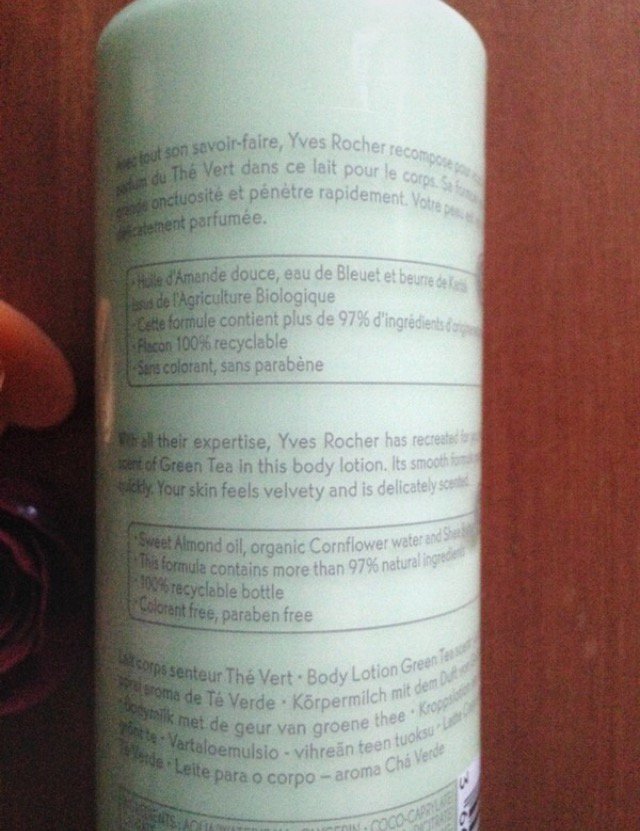 tout son savoir-faire, Yves Rocher recompose pour
parfum du Thé Vert dans ce lait pour le corps. Sa
grande onctuosité et pénètre rapidement. Votre peau est
délicatement parfumée.
• Huile d'Amande douce, eau de Bleuet et beurre de Karité
issus de l'Agriculture Biologique
• Cette formule contient plus de 97% d'ingrédients
• Flacon 100% recyclable
• Sans colorant, sans parabène
With all their expertise, Yves Rocher has recreated for
scent of Green Tea in this body lotion. Its smooth
quickly. Your skin feels velvety and is delicately scented.
• Sweet Almond oil, organic Cornflower water and Shea
• This formula contains more than 97% natural ingredients
• 100% recyclable bottle
• Colorant free, paraben free
Lait corps senteur Thé Vert • Body Lotion Green Tea scent
aroma de Té Verde • Körpermilch mit dem Duft von
• Bodymilk met de geur van groene thee • Kroppslotion
• Vartaloemulsio - vihreän teen tuoksu • Latte
Tè Verde • Leite para o corpo – aroma Chá Verde